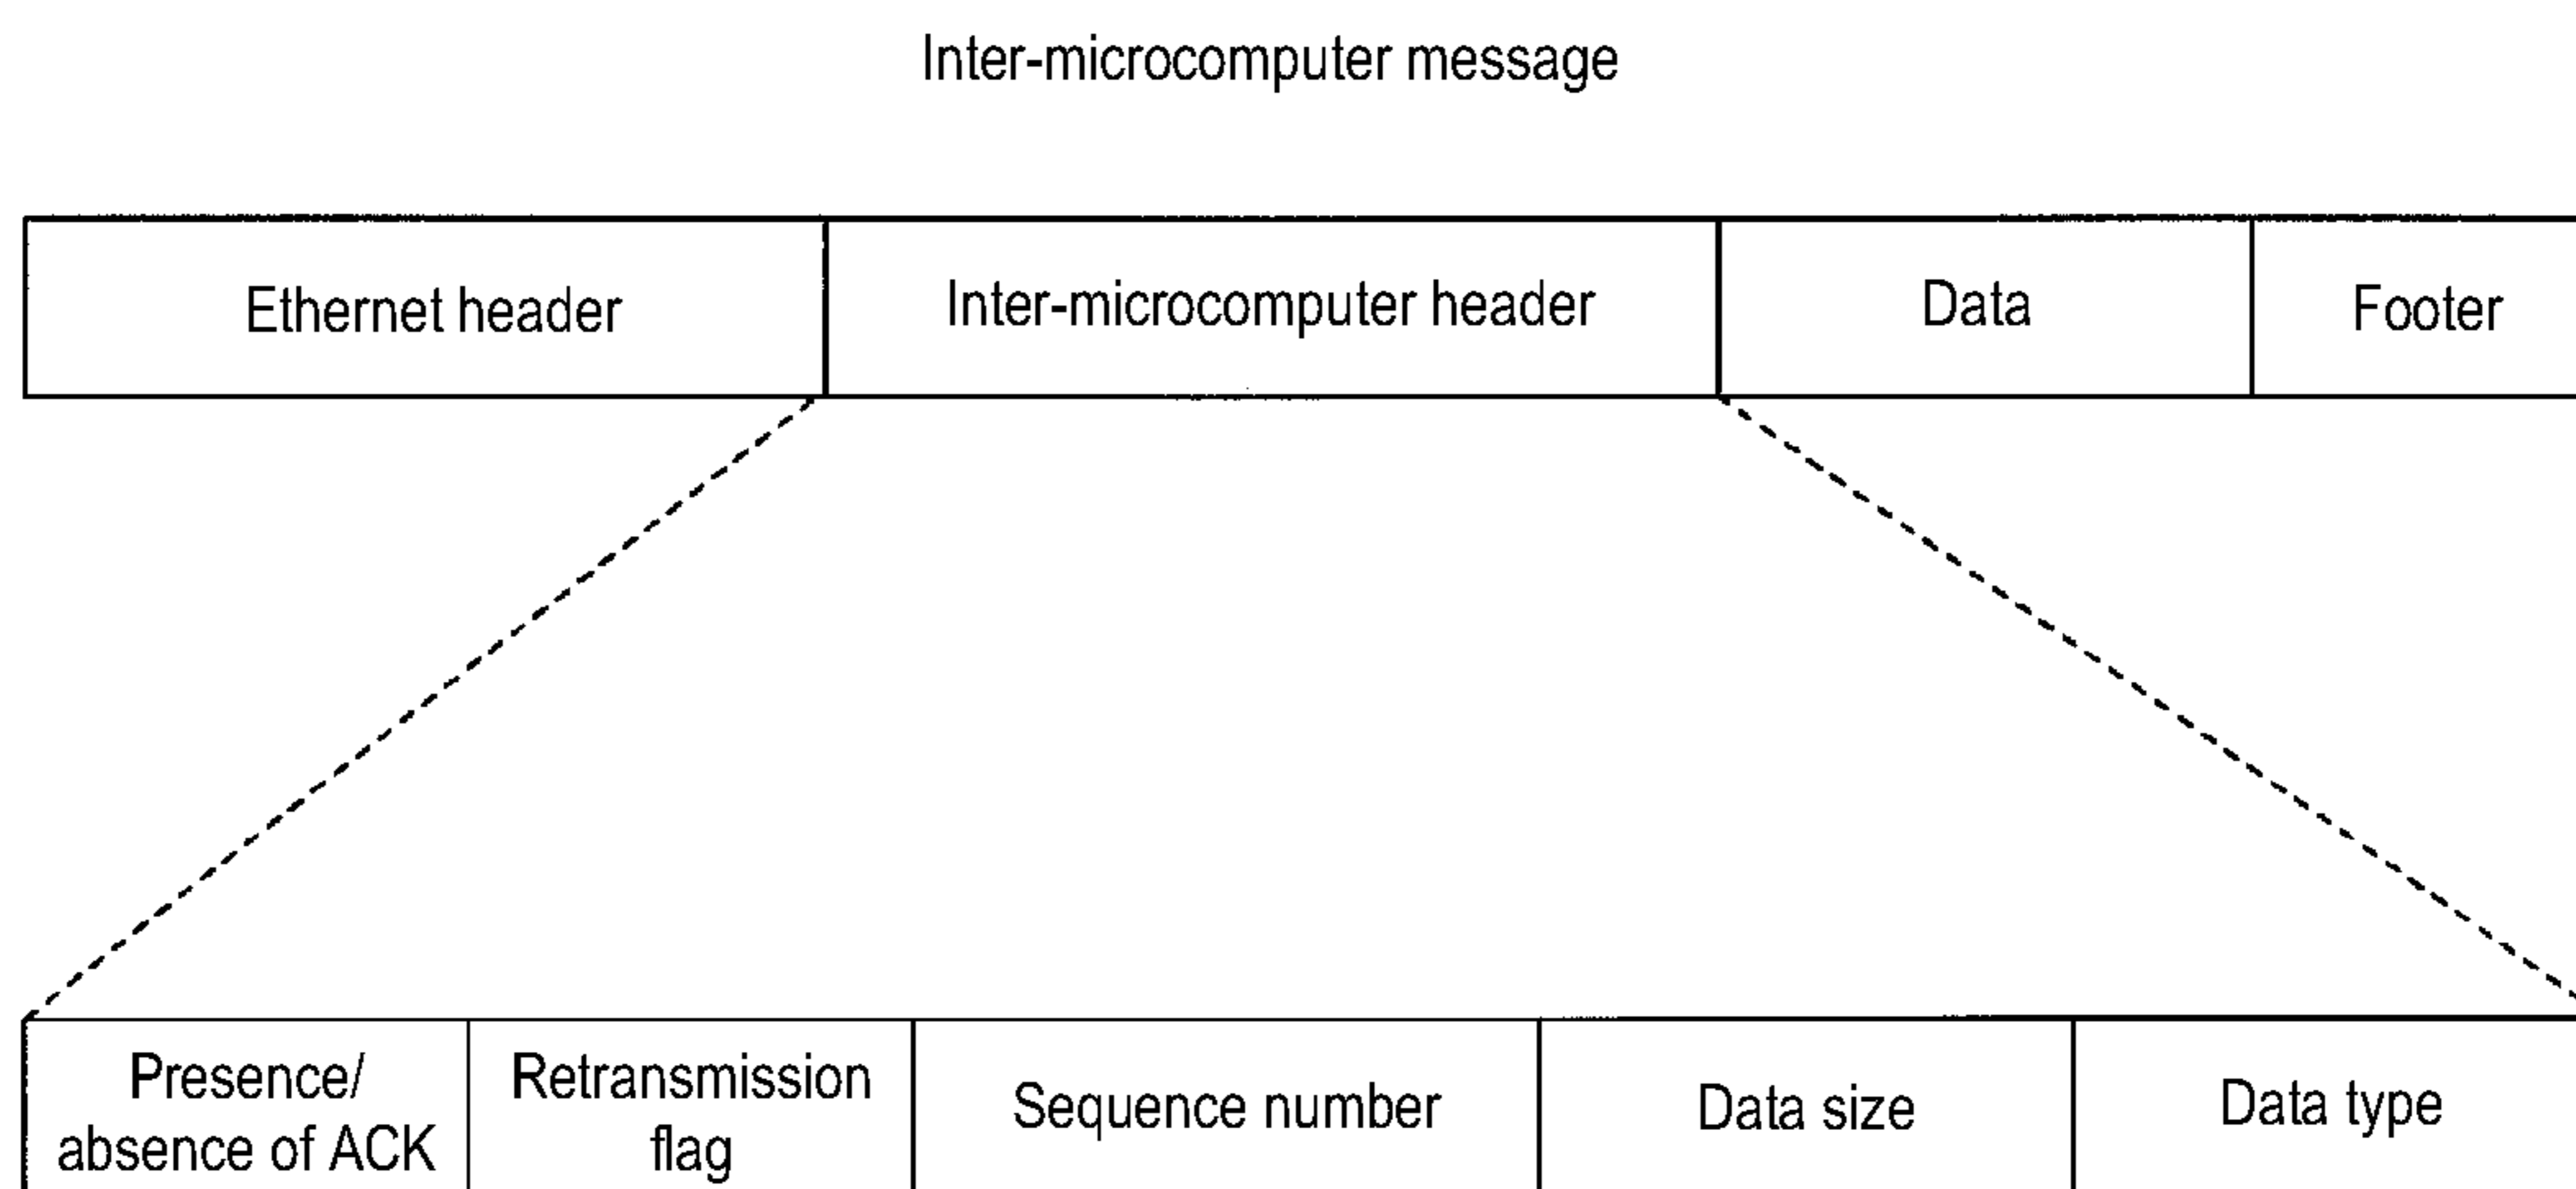 Inter-microcomputer message
Ethernet header
Inter-microcomputer header
Data
Footer
Presence/
absence of ACK
Retransmission
flag
Sequence number
Data size
Data type